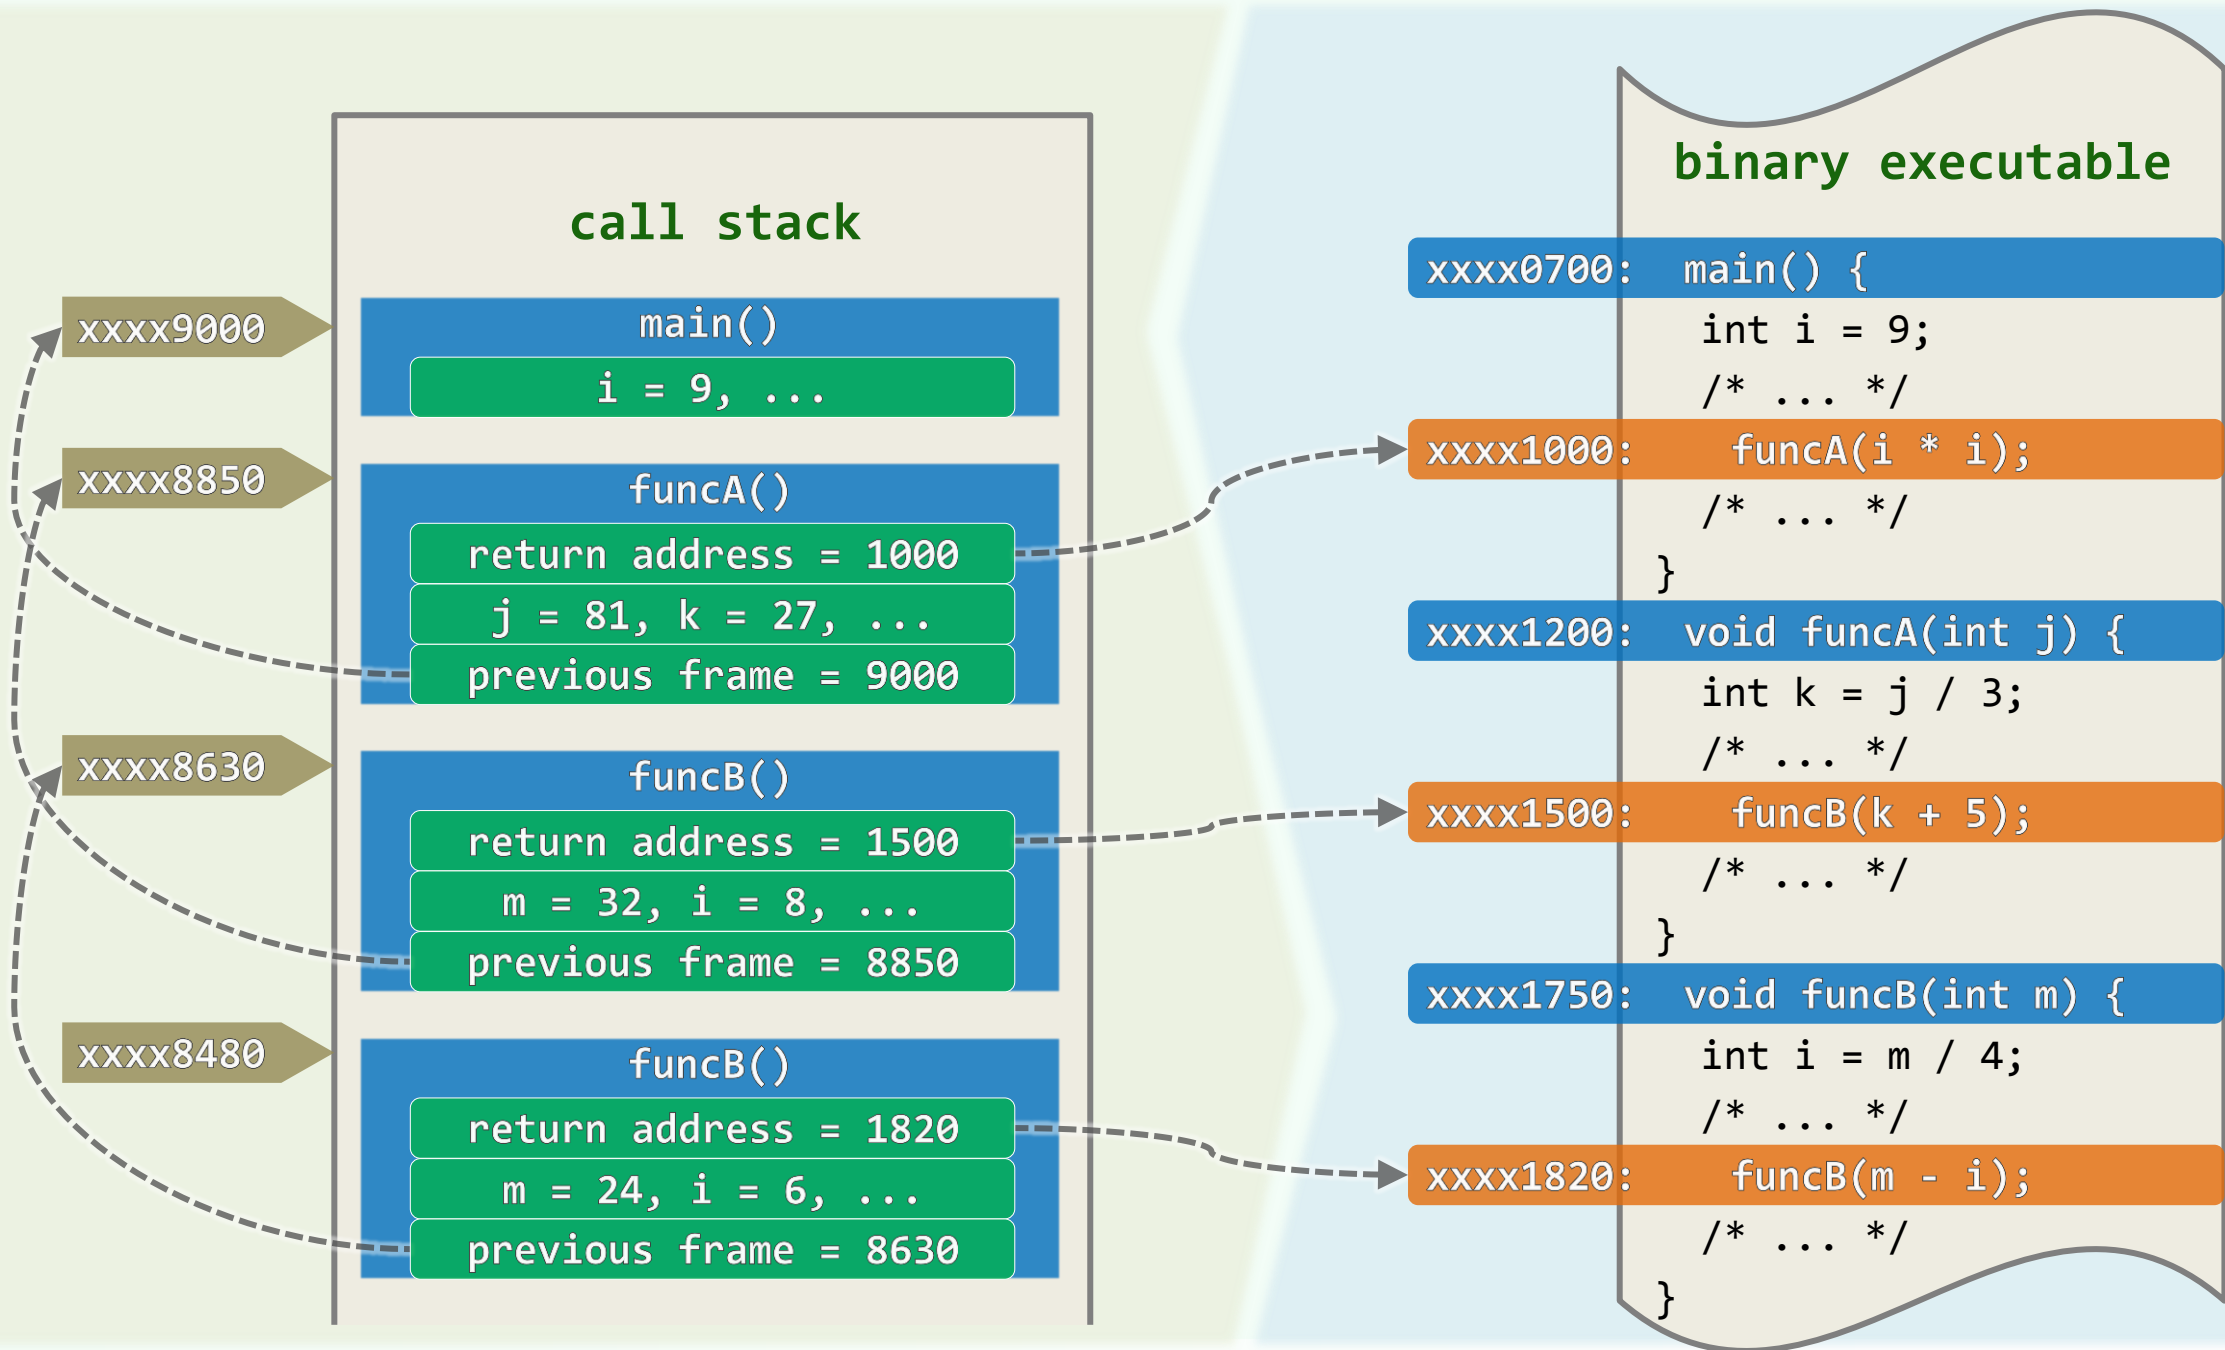 call stack
xxxx9000
main()
i = 9, ...
xxxx8850
funcA()
return address = 1000
j = 81, k = 27, ...
previous frame = 9000
xxxx8630
funcB()
return address = 1500
m = 32, i = 8, ...
previous frame = 8850
xxxx8480
funcB()
return address = 1820
m = 24, i = 6, ...
previous frame = 8630
binary executable
xxxx0700: main() {
int i = 9;
/* ... */
xxxx1000: funcA(i * i);
/* ... */
}
xxxx1200: void funcA(int j) {
int k = j / 3;
/* ... */
xxxx1500: funcB(k + 5);
/* ... */
}
xxxx1750: void funcB(int m) {
int i = m / 4;
/* ... */
xxxx1820: funcB(m - i);
/* ... */
}